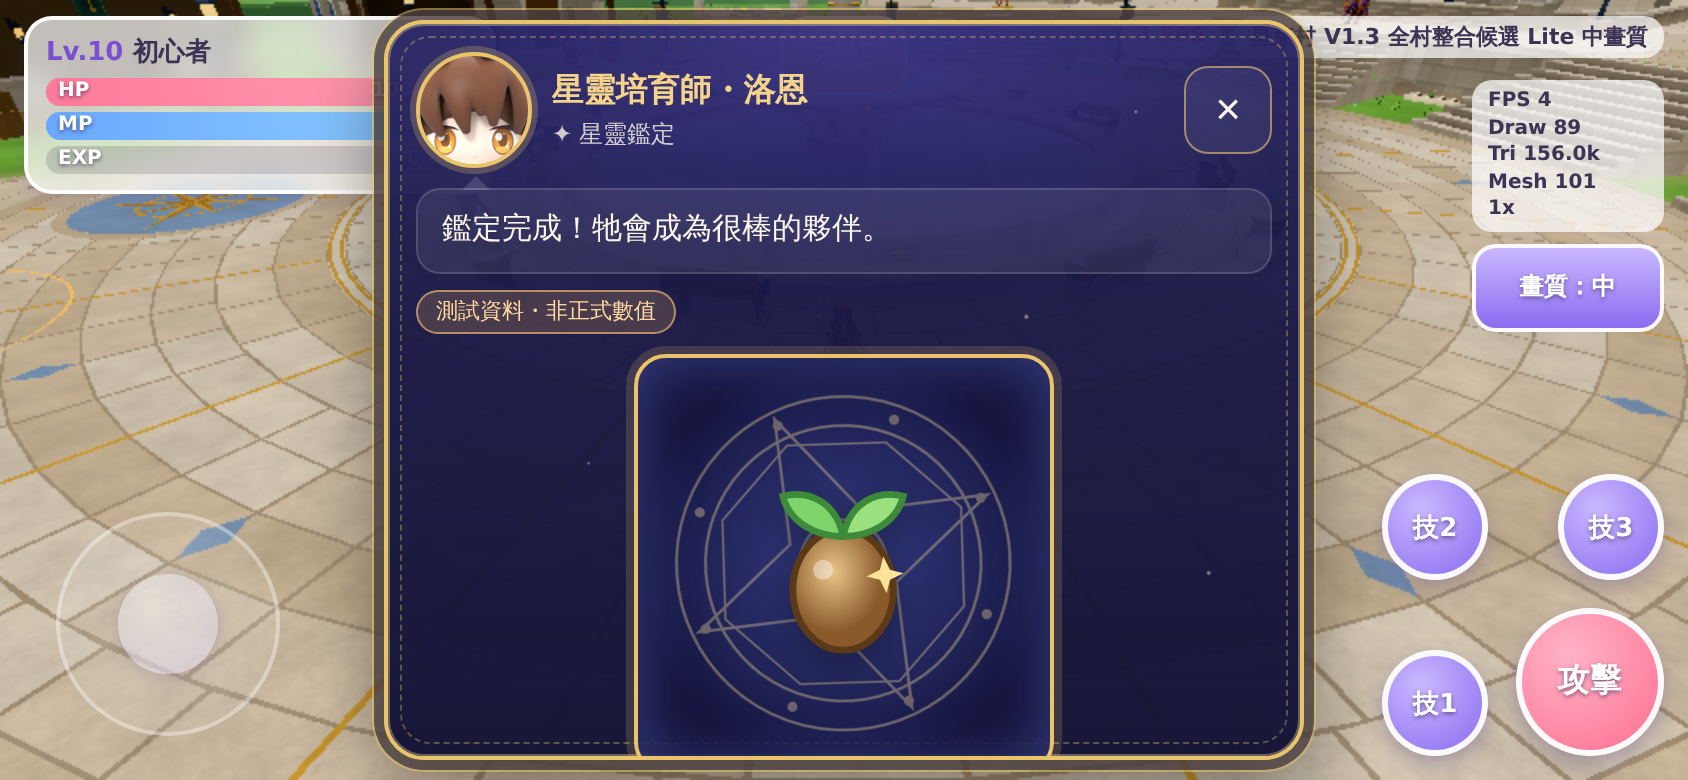 Lv.10 初心者
HP
MP
EXP
星靈培育師・洛恩
✦ 星靈鑑定
×
鑑定完成！牠會成為很棒的夥伴。
測試資料・非正式數值
V1.3 全村整合候選 Lite 中畫質
FPS 4
Draw 89
Tri 156.0k
Mesh 101
1x
畫質：中
技2
技3
技1
攻擊